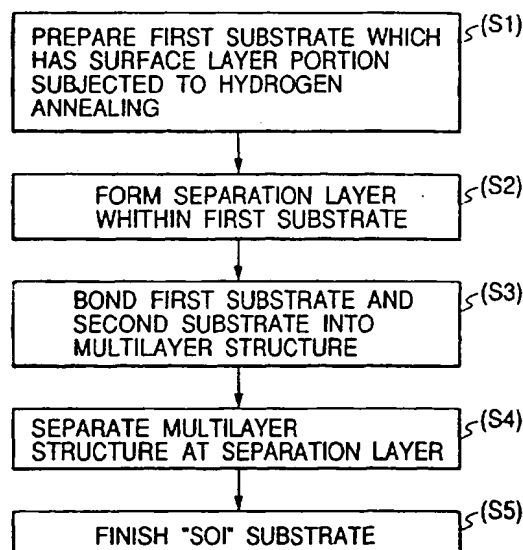 PREPARE FIRST SUBSTRATE WHICH
HAS SURFACE LAYER PORTION
SUBJECTED TO HYDROGEN
ANNEALING
(S1)
FORM SEPARATION LAYER
WHITHIN FIRST SUBSTRATE
(S2)
BOND FIRST SUBSTRATE AND
SECOND SUBSTRATE INTO
MULTILAYER STRUCTURE
(S3)
SEPARATE MULTILAYER
STRUCTURE AT SEPARATION LAYER
(S4)
FINISH "SOI" SUBSTRATE
(S5)